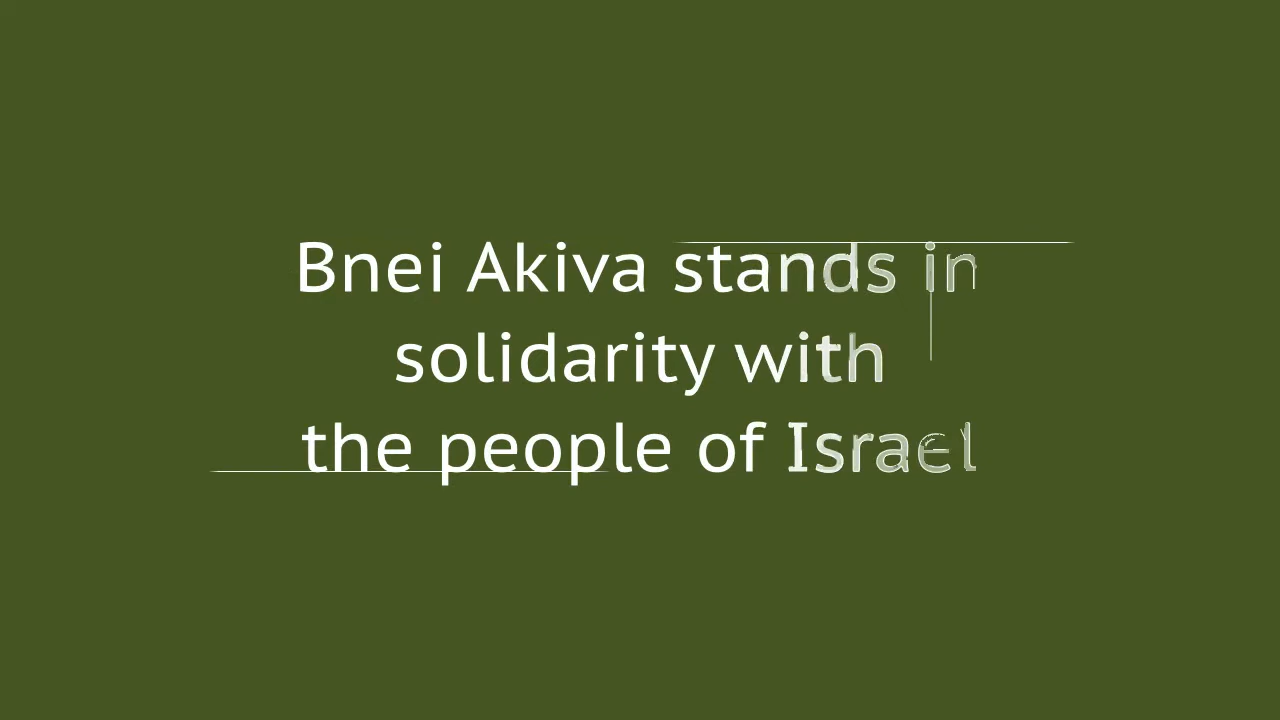 Bnei Akiva stands in
solidarity with
the people of Israel